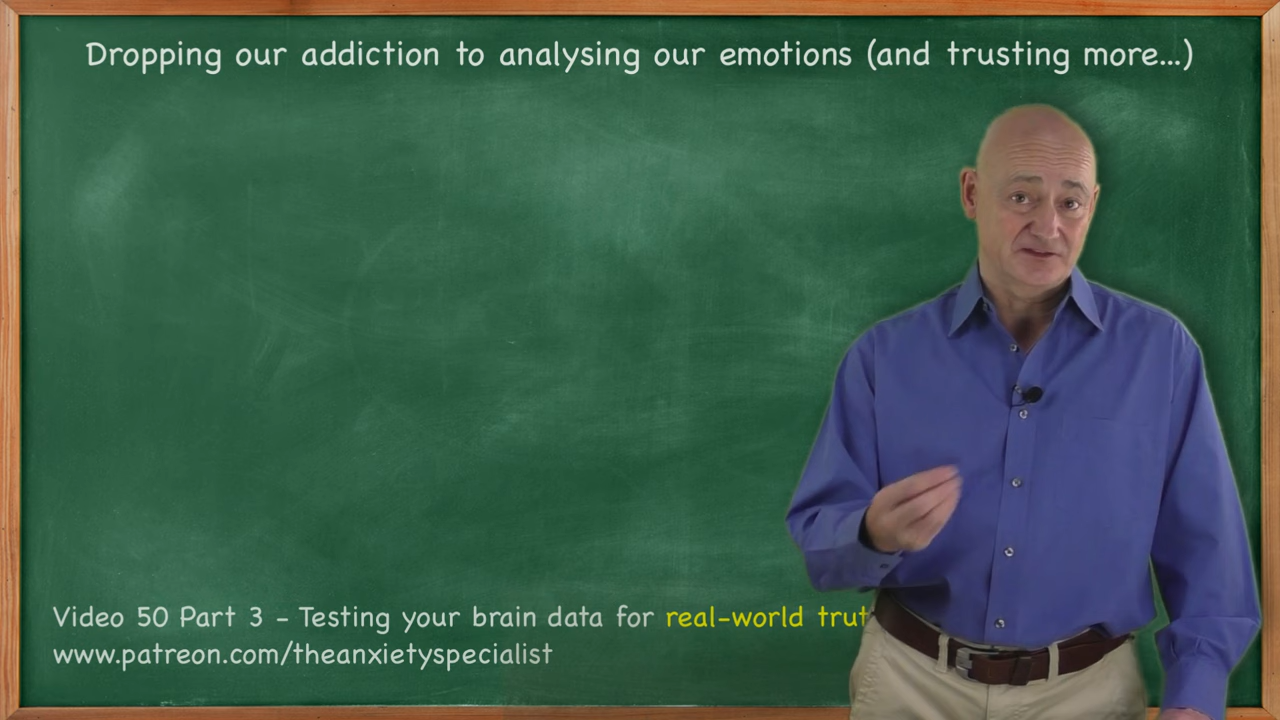 Dropping our addiction to analysing our emotions (and trusting more...)
Video 50 Part 3 - Testing your brain data for real-world trut
www.patreon.com/theanxietyspecialist